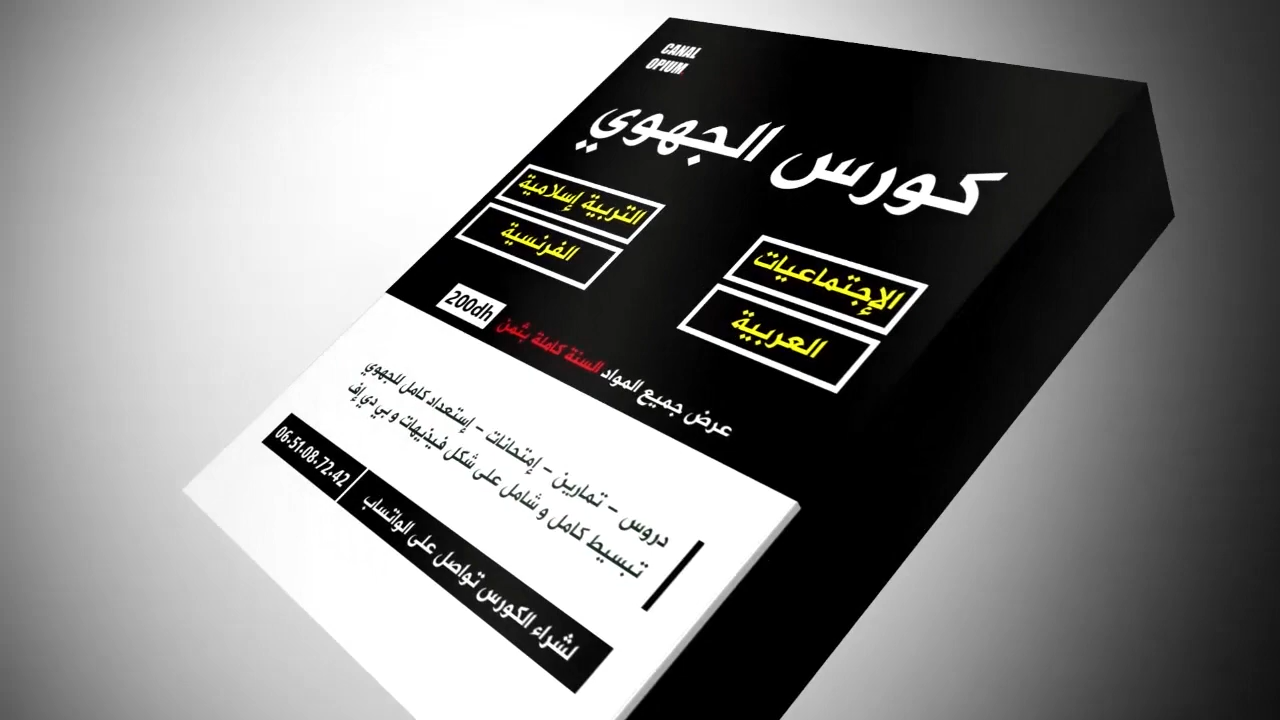 CANAL
OPIUM
كورس الجهوي
الإجتماعيات
التربية إسلامية
العربية
الفرنسية
عرض جميع المواد السنة كاملة بثمن 200dh
دروس - تمارين - إمتحانات - إستعداد كامل للجهوي
تبسيط كامل و شامل على شكل فيذيهات و بي دي إف
لشراء الكورس تواصل على الواتساب 06.51.08.72.42